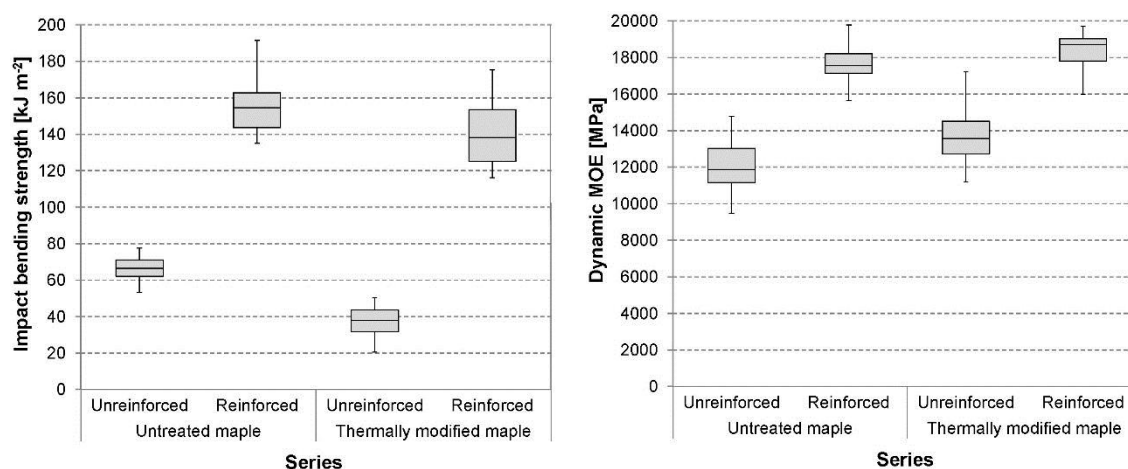 Impact bending strength [kJ m-2]
200
180
160
140
120
100
80
60
40
20
0
Unreinforced Reinforced Unreinforced Reinforced
Untreated maple Thermally modified maple
Series
Dynamic MOE [MPa]
20000
18000
16000
14000
12000
10000
8000
6000
4000
2000
0
Unreinforced Reinforced Unreinforced Reinforced
Untreated maple Thermally modified maple
Series